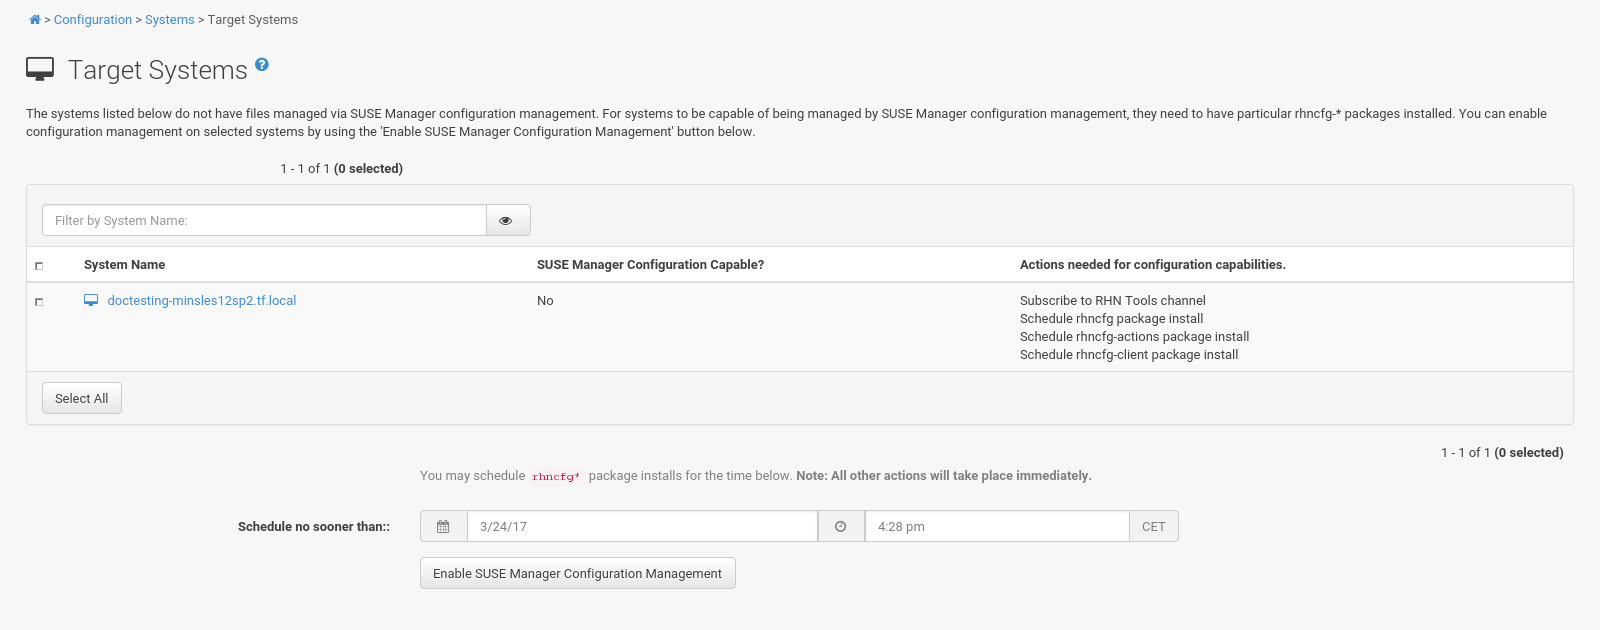 > Configuration > Systems > Target Systems
Target Systems ?
The systems listed below do not have files managed via SUSE Manager configuration management. For systems to be capable of being managed by SUSE Manager configuration management, they need to have particular rhncfg-* packages installed. You can enable
configuration management on selected systems by using the 'Enable SUSE Manager Configuration Management' button below.
1 - 1 of 1 (0 selected)
Filter by System Name:
System Name SUSE Manager Configuration Capable? Actions needed for configuration capabilities.
doctesting-minsles12sp2.tf.local No Subscribe to RHN Tools channel
Schedule rhncfg package install
Schedule rhncfg-actions package install
Schedule rhncfg-client package install
Select All
1 - 1 of 1 (0 selected)
You may schedule rhncfg* package installs for the time below. Note: All other actions will take place immediately.
Schedule no sooner than:: 3/24/17 4:28 pm CET
Enable SUSE Manager Configuration Management